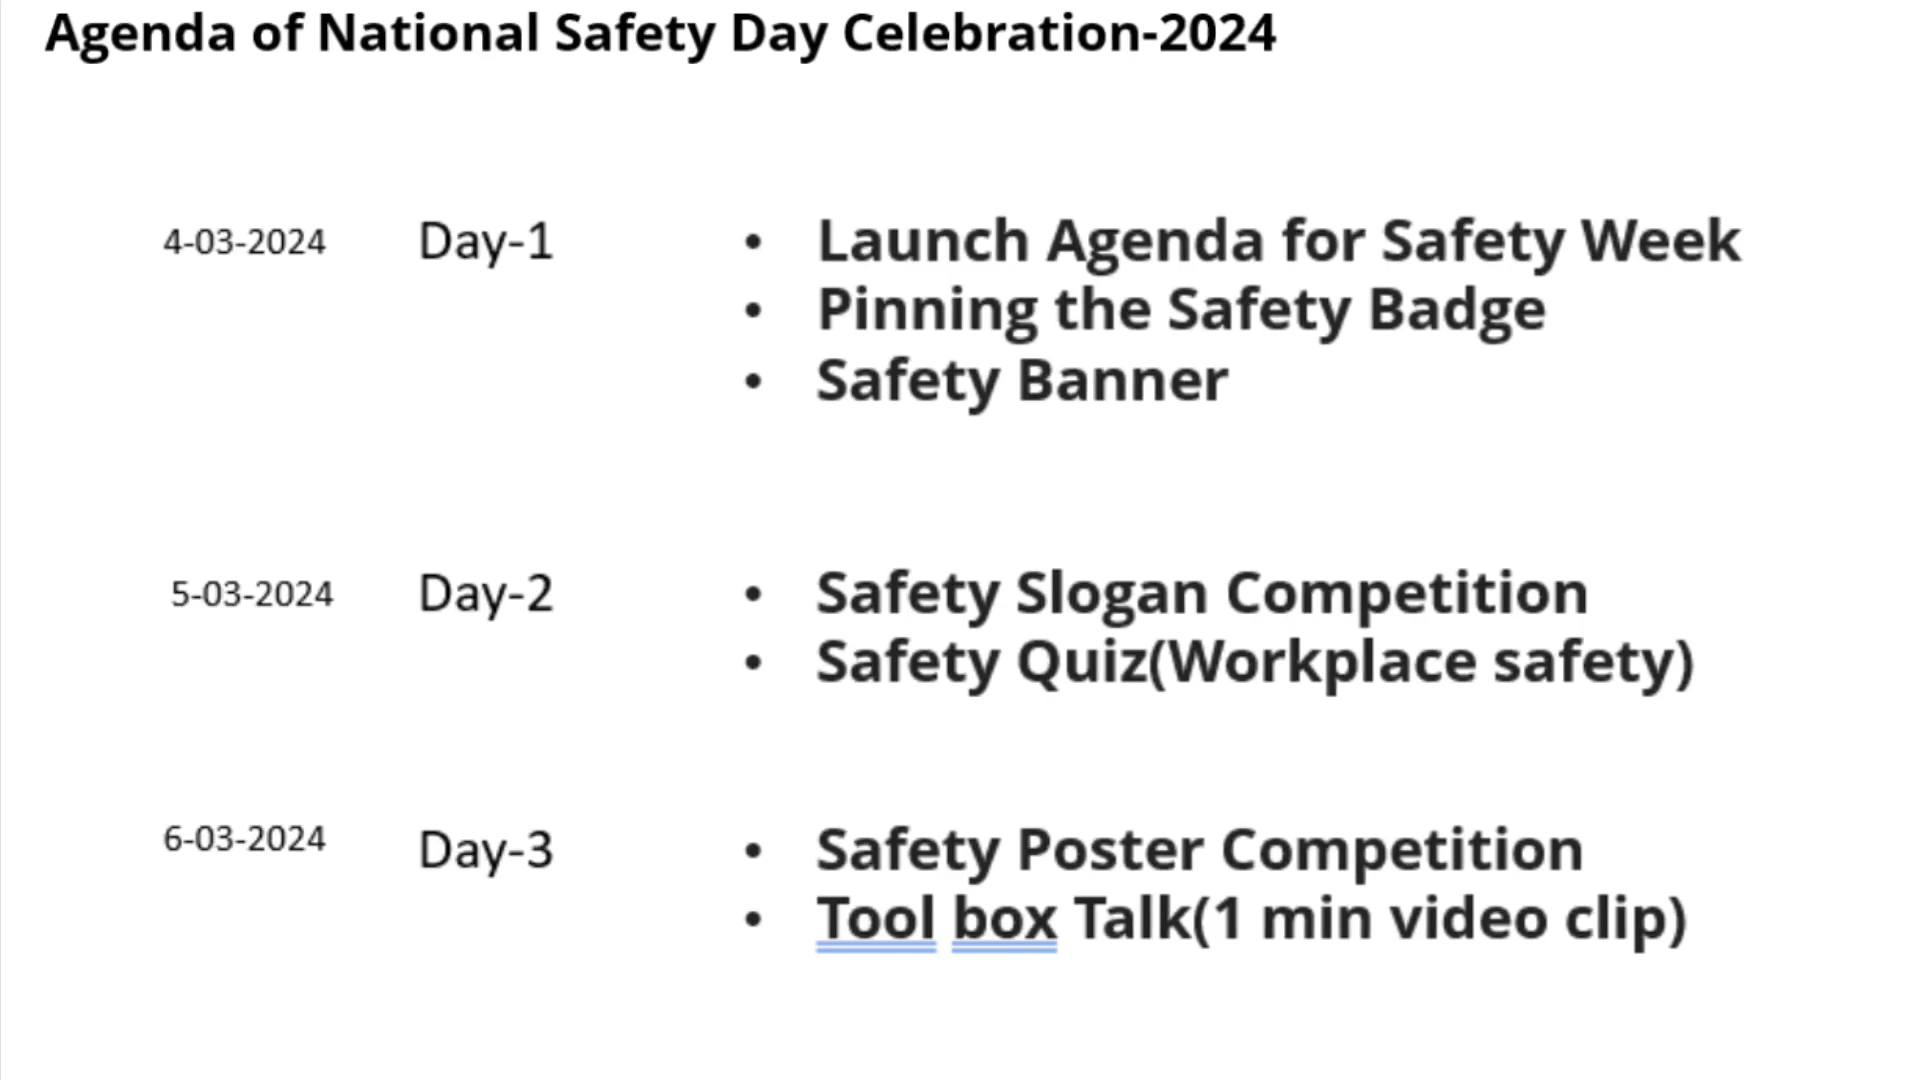 Agenda of National Safety Day Celebration-2024
4-03-2024 Day-1 • Launch Agenda for Safety Week
• Pinning the Safety Badge
• Safety Banner
5-03-2024 Day-2 • Safety Slogan Competition
• Safety Quiz(Workplace safety)
6-03-2024 Day-3 • Safety Poster Competition
• Tool box Talk(1 min video clip)